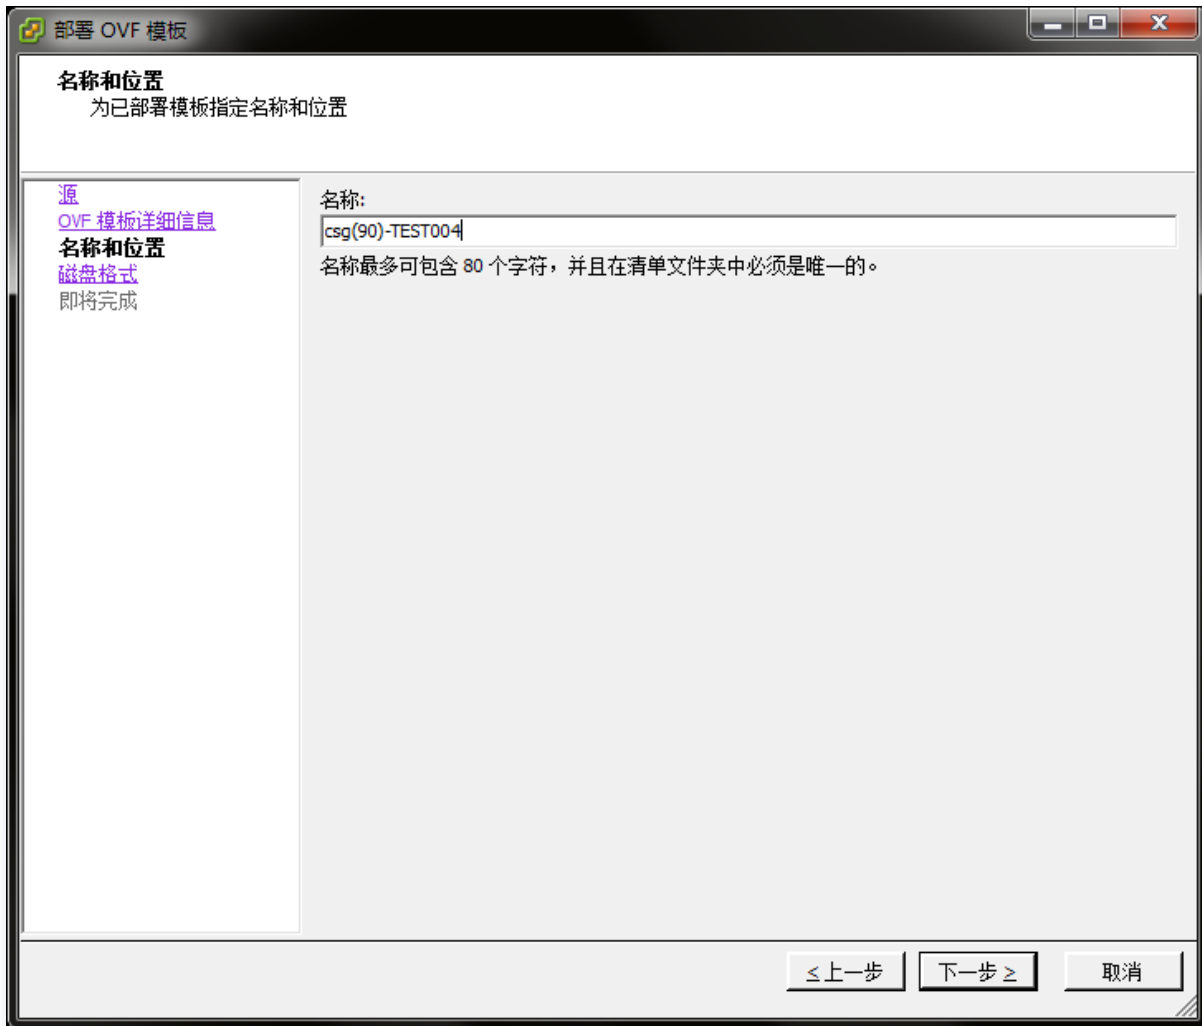 部署 OVF 模板
名称和位置
为已部署模板指定名称和位置
源
OVF 模板详细信息
名称和位置
磁盘格式
即将完成
名称:
csg(90)-TEST004
名称最多可包含 80 个字符，并且在清单文件夹中必须是唯一的。
≤上一步
下一步 ≥
取消